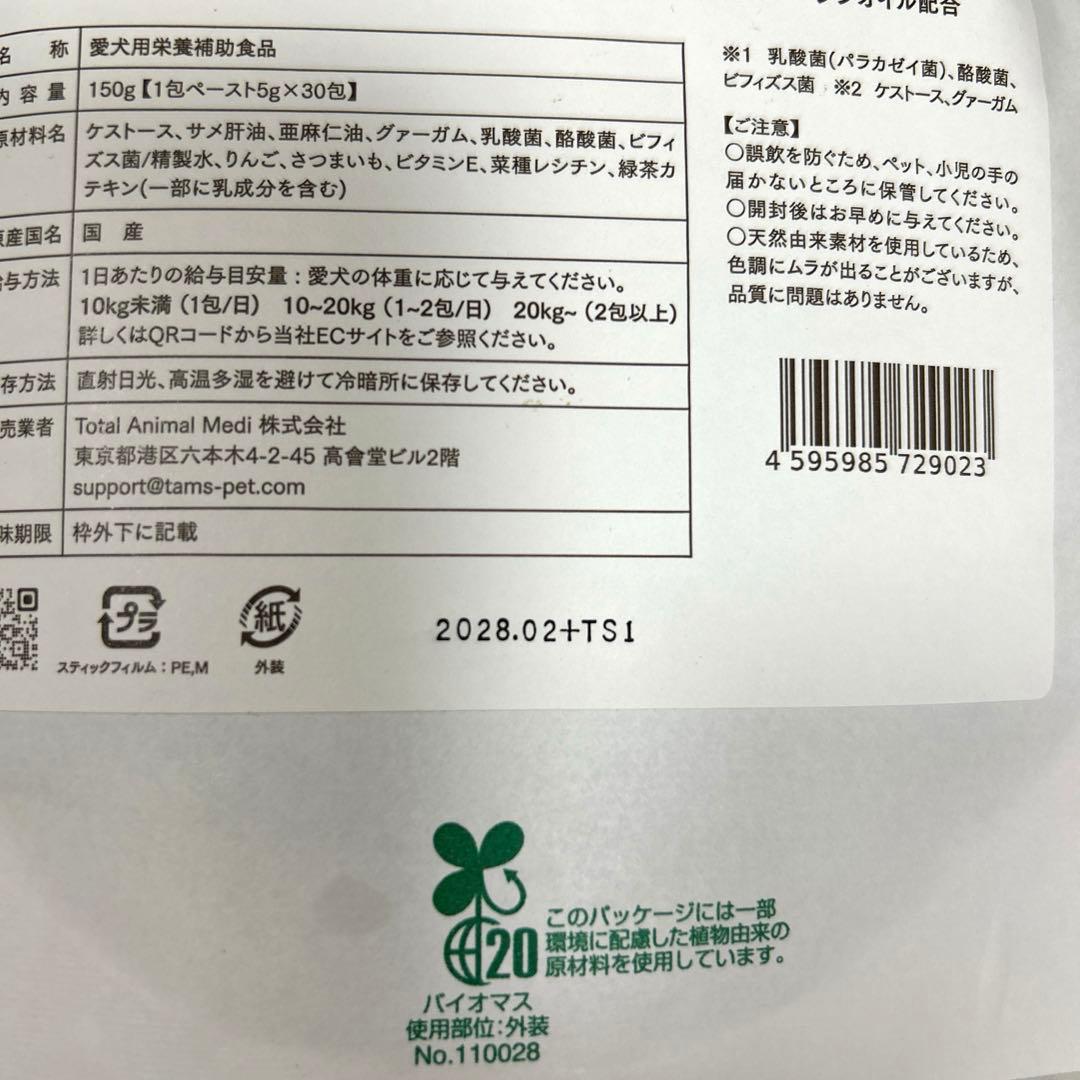 オイル配合
名 称 愛犬用栄養補助食品
内容量 150g【1包ペースト5g×30包】
原材料名 ケストース、サメ肝油、亜麻仁油、グァーガム、乳酸菌、酪酸菌、ビフィ
ズス菌/精製水、りんご、さつまいも、ビタミンE、菜種レシチン、緑茶カ
テキン(一部に乳成分を含む)
原産国名 国 産
給与方法 1日あたりの給与目安量：愛犬の体重に応じて与えてください。
10kg未満（1包/日） 10~20kg（1~2包/日） 20kg~（2包以上）
詳しくはQRコードから当社ECサイトをご参照ください。
保存方法 直射日光、高温多湿を避けて冷暗所に保存してください。
販売業者 Total Animal Medi 株式会社
東京都港区六本木4-2-45 高會堂ビル2階
support@tams-pet.com
賞味期限 枠外下に記載
※1 乳酸菌(パラカゼイ菌)、酪酸菌、
ビフィズス菌 ※2 ケストース、グァーガム
【ご注意】
○誤飲を防ぐため、ペット、小児の手の
届かないところに保管してください。
○開封後はお早めに与えてください。
○天然由来素材を使用しているため、
色調にムラが出ることがございますが、
品質に問題はありません。
4 595985 729023
プラ
スティックフィルム：PE,M
紙
外装
2028.02+TS1
20
このパッケージには一部
環境に配慮した植物由来の
原材料を使用しています。
バイオマス
使用部位:外装
No.110028